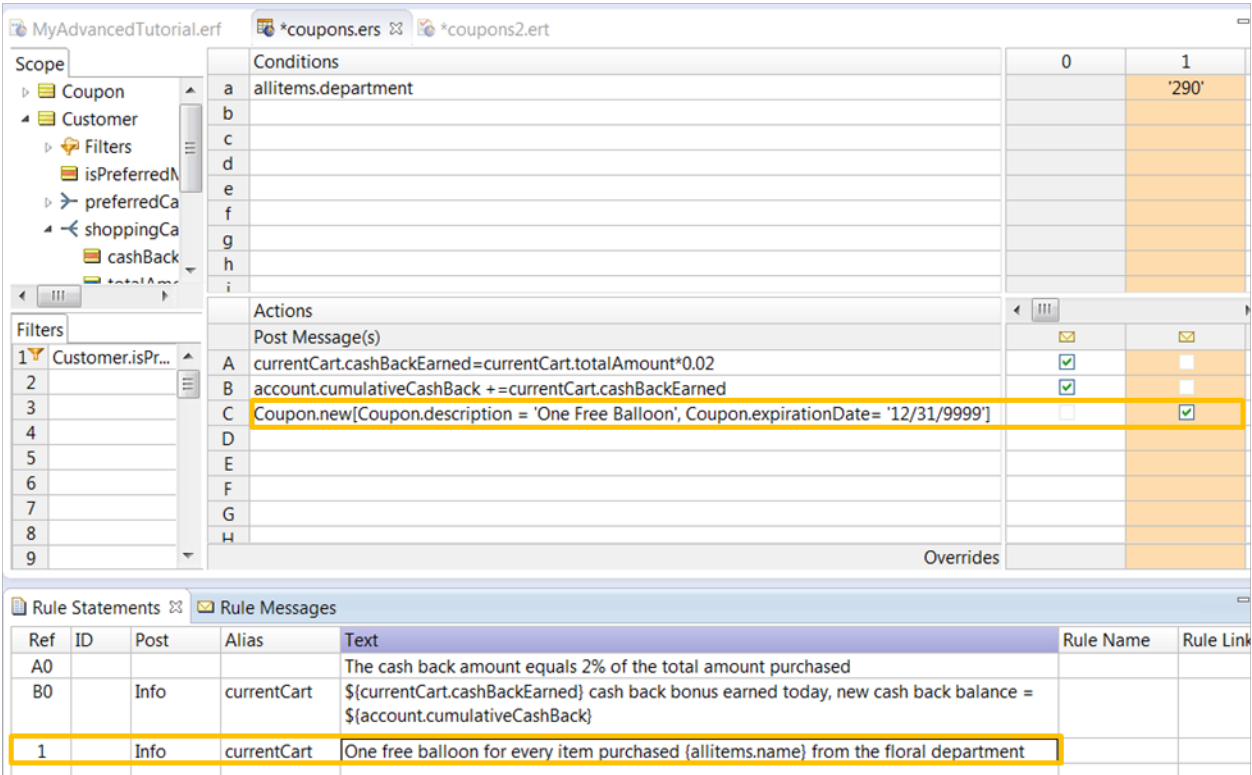 MyAdvancedTutorial.erf *coupons.ers *coupons2.ert
Scope Conditions 0 1
Coupon a allitems.department '290'
Customer b
Filters c
isPreferredM d
preferredCa e
shoppingCa f
cashBack g
h
i
Actions
Filters Post Message(s)
1 Customer.isPr... A currentCart.cashBackEarned=currentCart.totalAmount*0.02
2 B account.cumulativeCashBack +=currentCart.cashBackEarned
3 C Coupon.new[Coupon.description = 'One Free Balloon', Coupon.expirationDate= '12/31/9999']
4 D
5 E
6 F
7 G
8 H
9 Overrides
Rule Statements Rule Messages
Ref ID Post Alias Text Rule Name Rule Link
A0 The cash back amount equals 2% of the total amount purchased
B0 Info currentCart ${currentCart.cashBackEarned} cash back bonus earned today, new cash back balance =
${account.cumulativeCashBack}
1 Info currentCart One free balloon for every item purchased {allitems.name} from the floral department